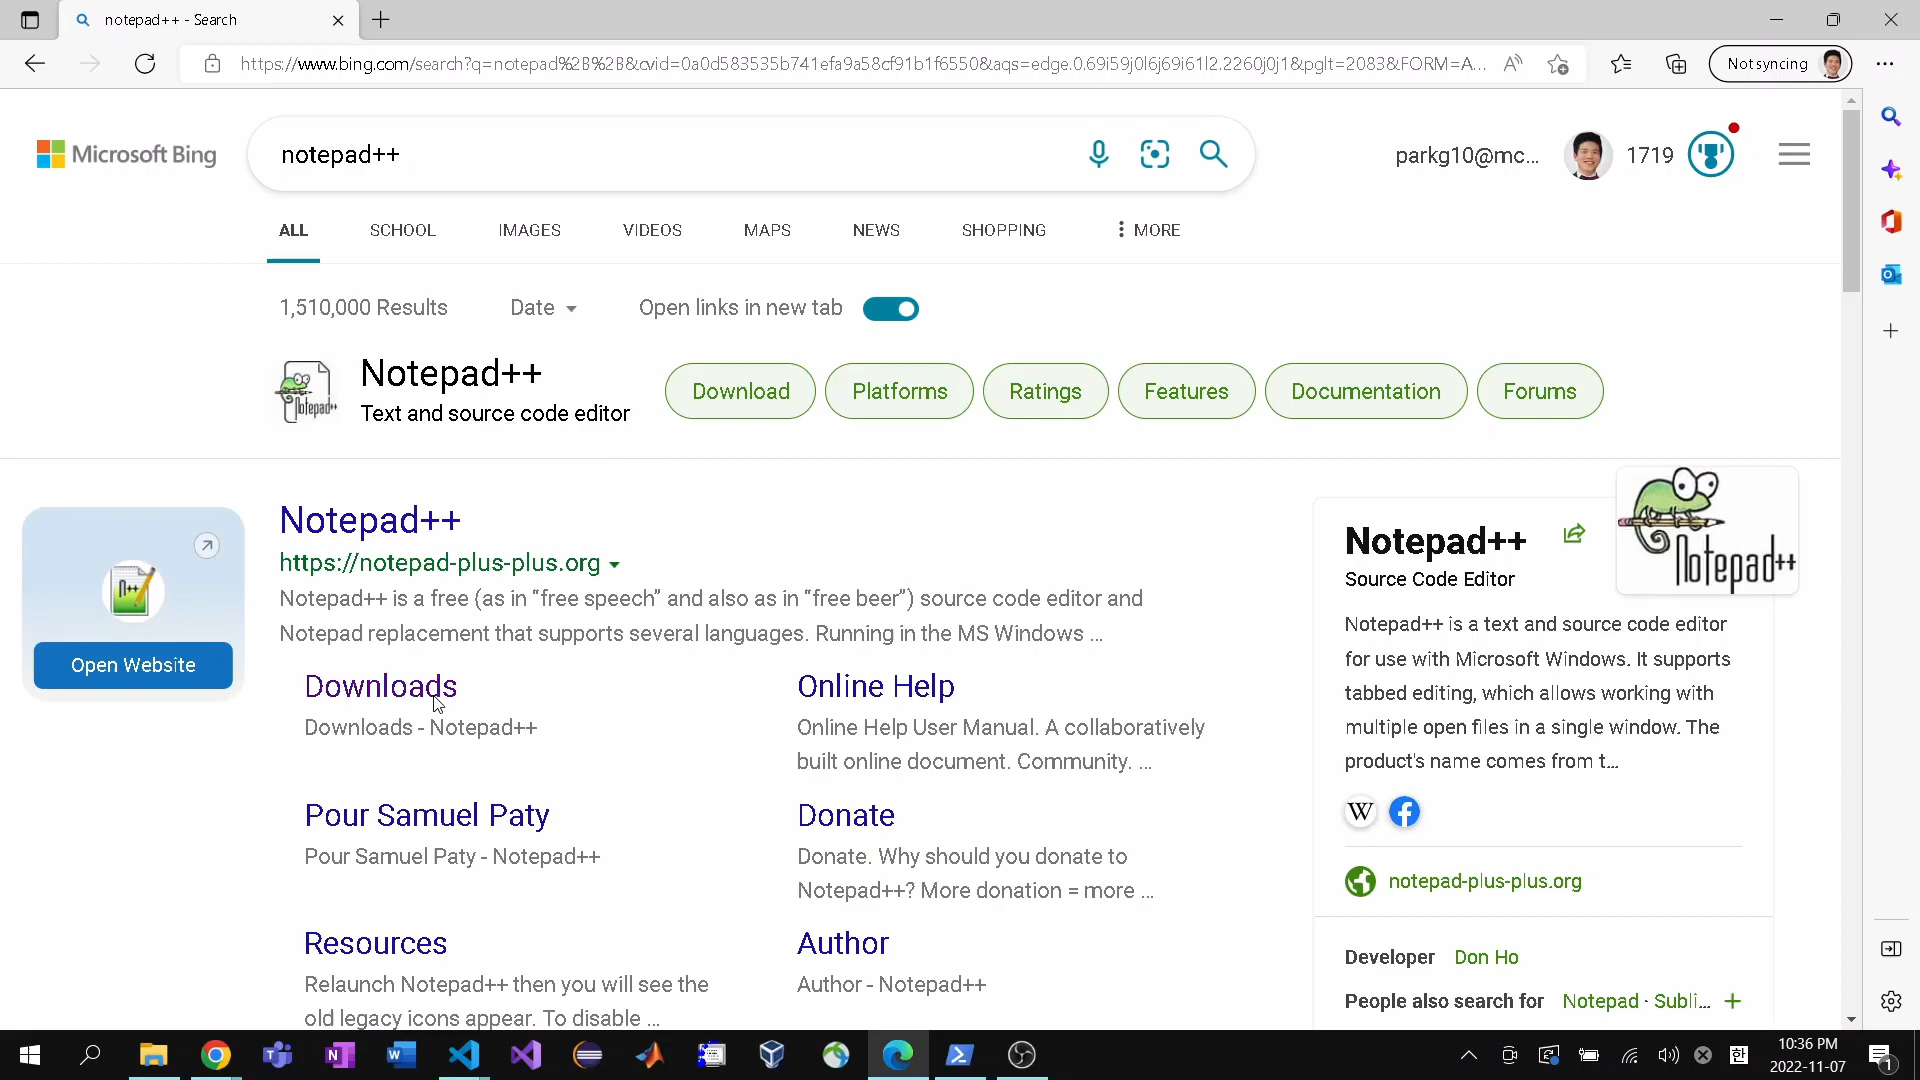 notepad++ - Search
https://www.bing.com/search?q=notepad%2B%2B&cvid=0a0d583535b741efa9a58cf91b1f6550&aqs=edge.0.69i59j0l6j69i61l2.2260j0j1&pglt=2083&FORM=A...
Not syncing
Microsoft Bing
notepad++
parkg10@mc...
1719
ALL
SCHOOL
IMAGES
VIDEOS
MAPS
NEWS
SHOPPING
MORE
1,510,000 Results
Date
Open links in new tab
Notepad++
Notepad++
Text and source code editor
Download
Platforms
Ratings
Features
Documentation
Forums
Open Website
Notepad++
https://notepad-plus-plus.org
Notepad++ is a free (as in “free speech” and also as in “free beer”) source code editor and
Notepad replacement that supports several languages. Running in the MS Windows ...
Downloads
Downloads - Notepad++
Online Help
Online Help User Manual. A collaboratively
built online document. Community. ...
Pour Samuel Paty
Pour Samuel Paty - Notepad++
Donate
Donate. Why should you donate to
Notepad++? More donation = more ...
Resources
Relaunch Notepad++ then you will see the
old legacy icons appear. To disable ...
Author
Author - Notepad++
Notepad++
Source Code Editor
Notepad++
Notepad++ is a text and source code editor
for use with Microsoft Windows. It supports
tabbed editing, which allows working with
multiple open files in a single window. The
product's name comes from t...
W
notepad-plus-plus.org
Developer Don Ho
People also search for Notepad · Subli...
한
10:36 PM
2022-11-07
1